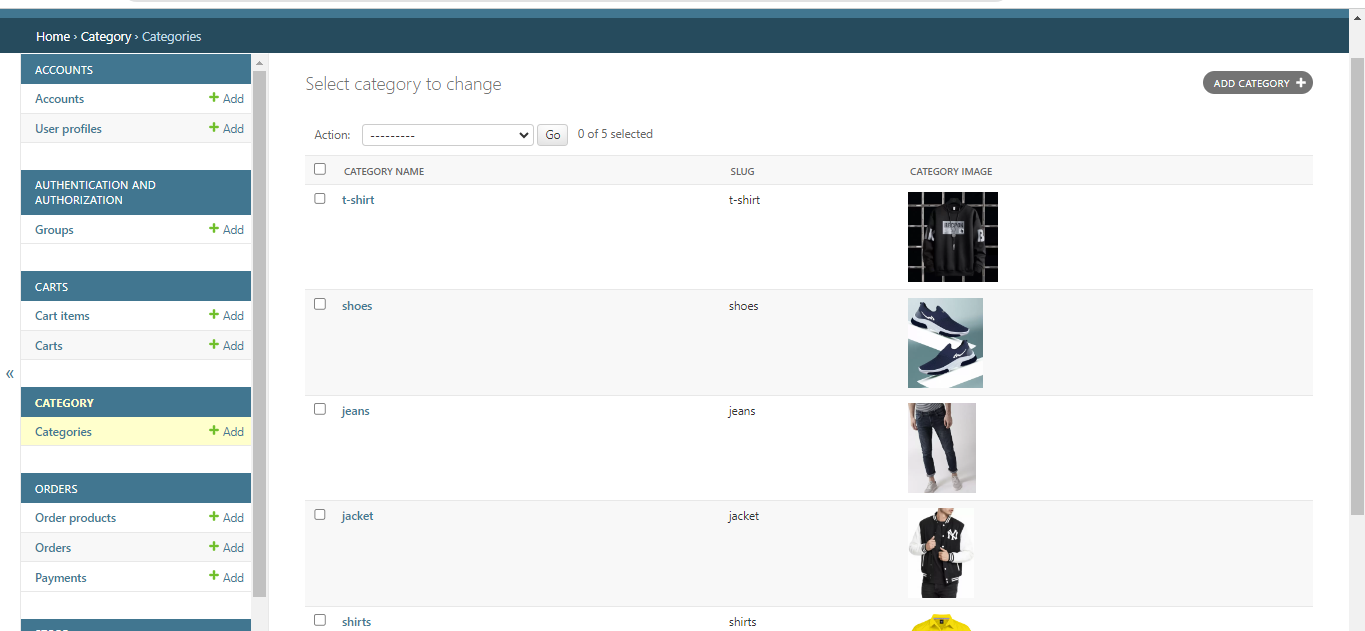 Home › Category › Categories
ACCOUNTS
Accounts + Add
User profiles + Add
AUTHENTICATION AND
AUTHORIZATION
Groups + Add
CARTS
Cart items + Add
Carts + Add
«
CATEGORY
Categories + Add
ORDERS
Order products + Add
Orders + Add
Payments + Add
Select category to change
ADD CATEGORY +
Action: --------- Go 0 of 5 selected
CATEGORY NAME SLUG CATEGORY IMAGE
t-shirt t-shirt
shoes shoes
jeans jeans
jacket jacket
NY
shirts shirts